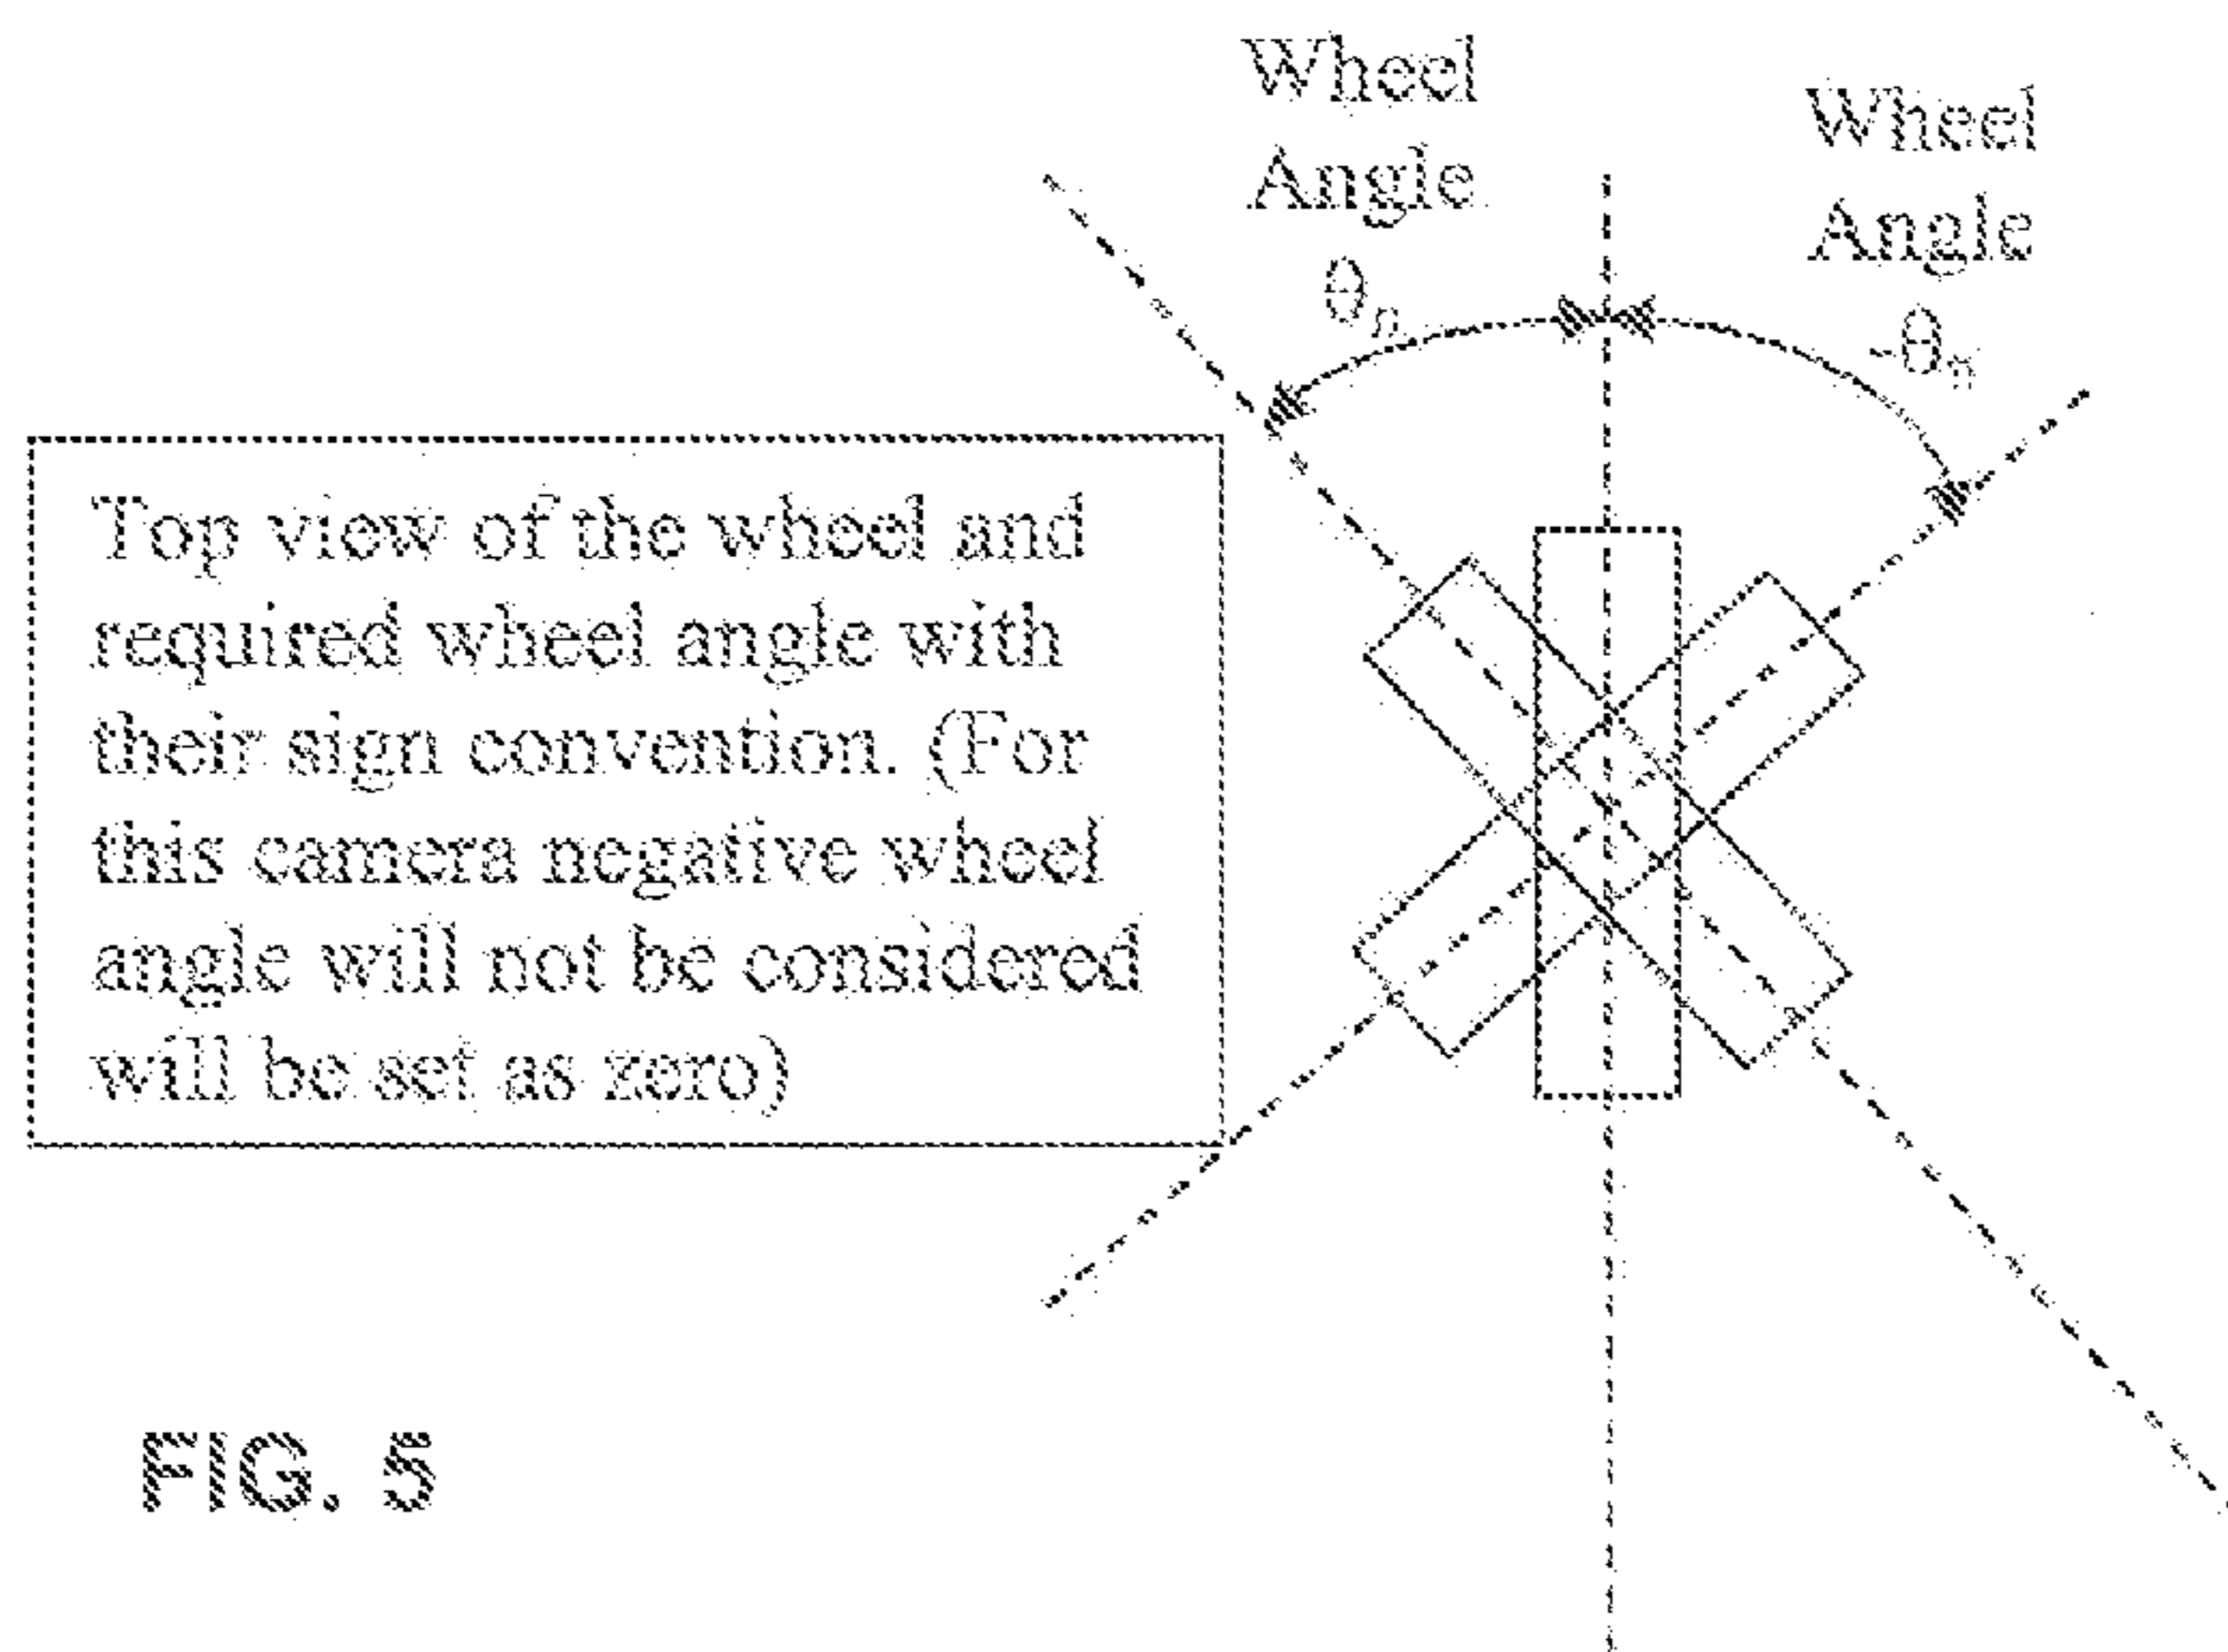 Wheel
Angle
θn
Wheel
Angle
-θn
Top view of the wheel and
required wheel angle with
their sign convention. (For
this camera negative wheel
angle will not be considered
will be set as zero)
FIG. 5